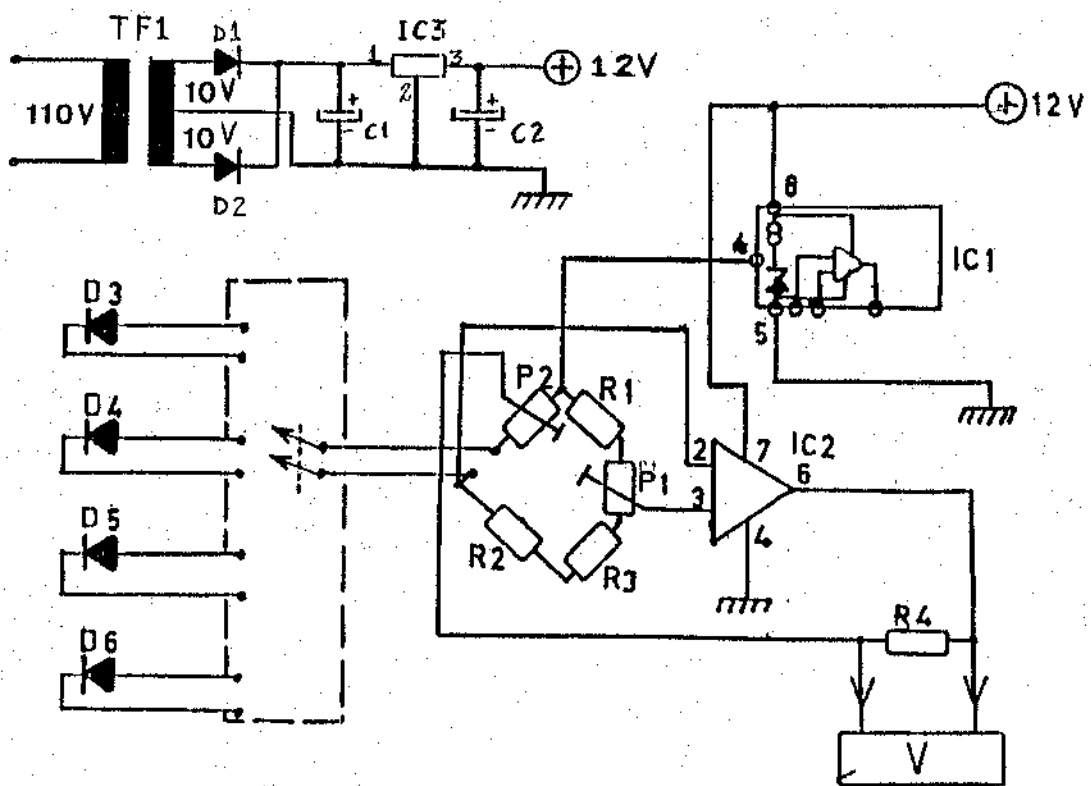 TF1
D1
IC3
1
3
+ 12V
110V
10V
10V
2
+
-
C1
+
-
C2
D2
+ 12V
8
4
IC1
5
D3
D4
D5
D6
P2
R1
P1
R2
R3
2
3
7
IC2
6
4
R4
V